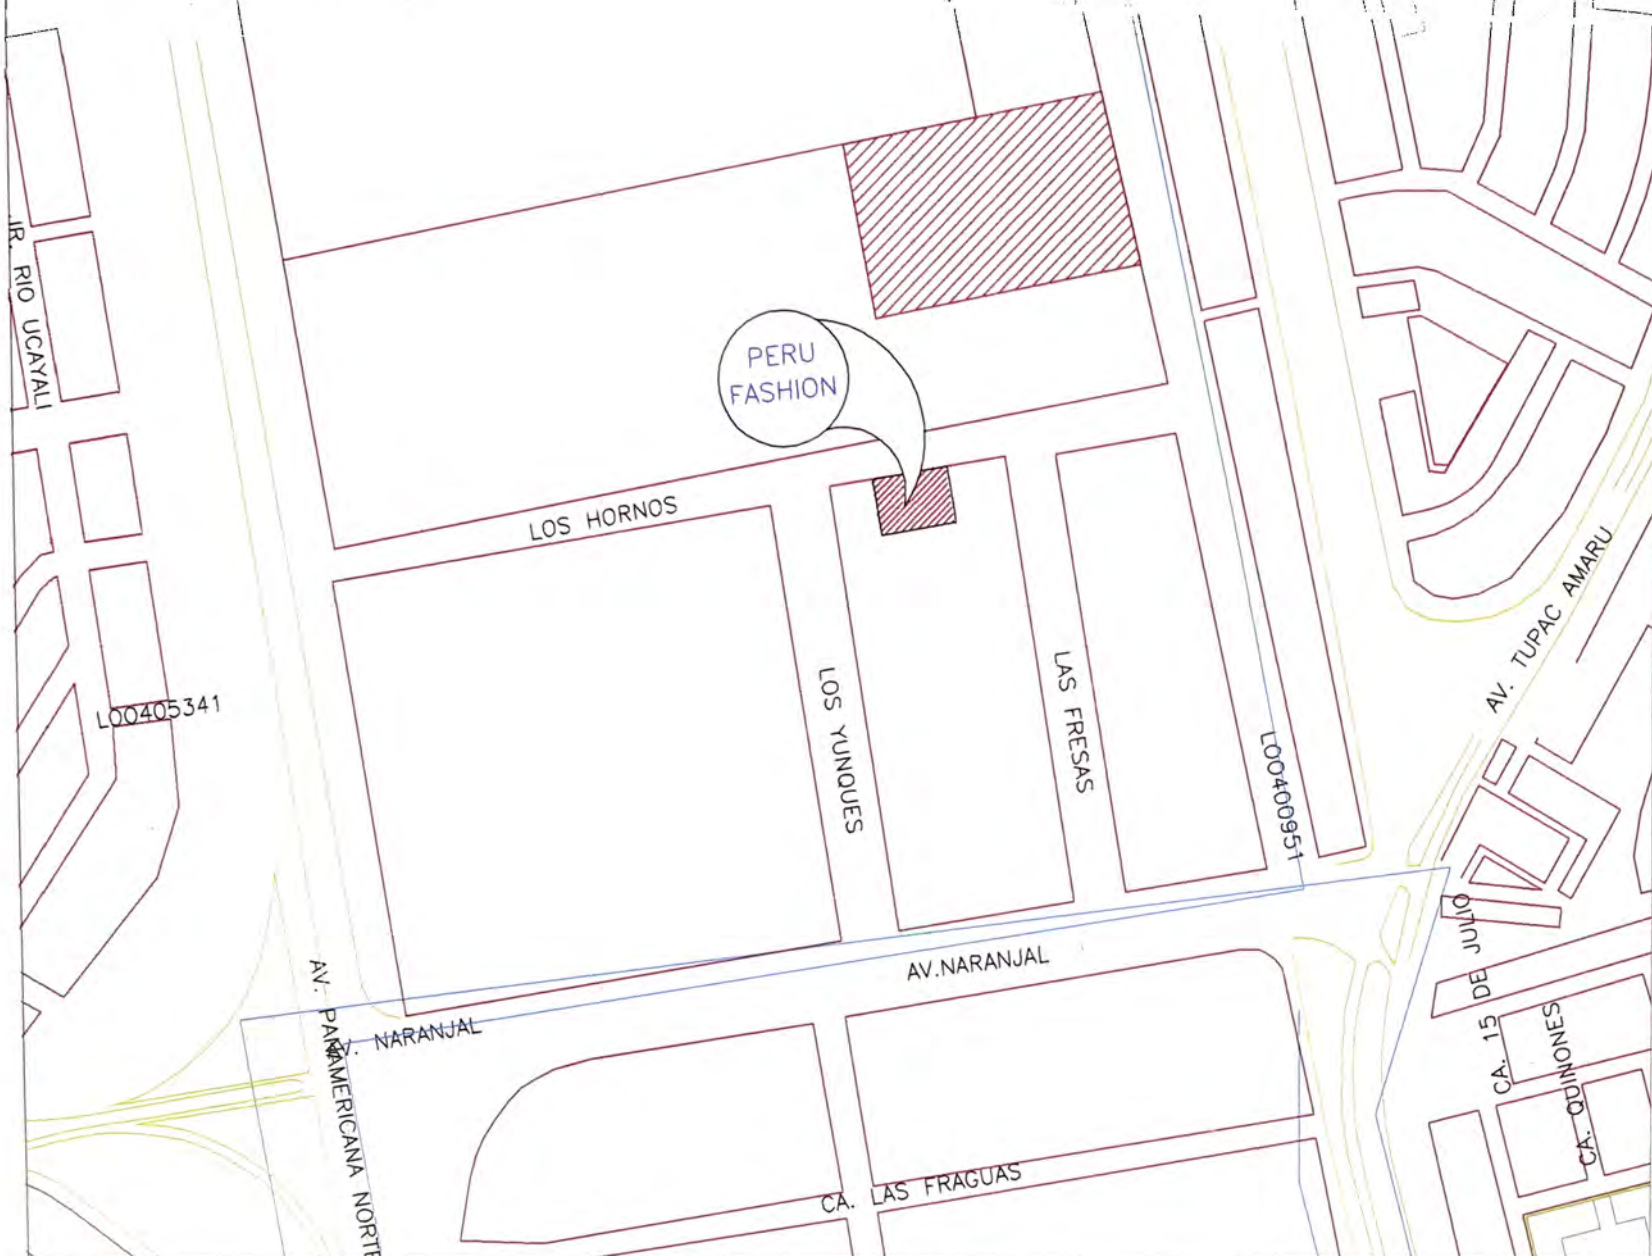 JR. RIO UCAYALI
PERU
FASHION
LOS HORNOS
AV. TUPAC AMARU
LOS YUNQUES
LAS FRESAS
L00405341
L00400951
AV. PANAMERICANA NORTE
AV. NARANJAL
AV.NARANJAL
CA. 15 DE JULIO
CA. QUINONES
CA. LAS FRAGUAS